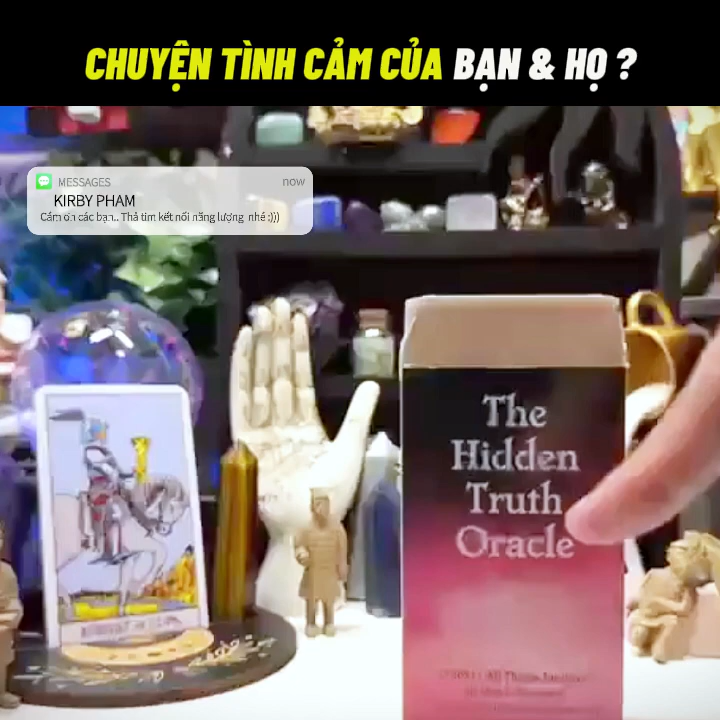 CHUYỆN TÌNH CẢM CỦA BẠN & HỌ ?
MESSAGES now
KIRBY PHAM
Cảm ơn các bạn.. Thả tim kết nối năng lượng nhé :)))
The
Hidden
Truth
Oracle